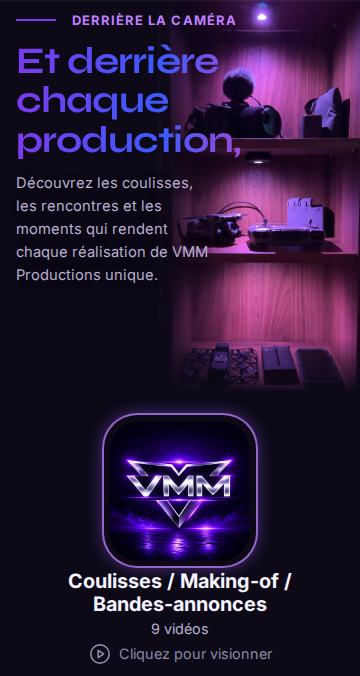 DERRIÈRE LA CAMÉRA
Et derrière
chaque
production,
Découvrez les coulisses,
les rencontres et les
moments qui rendent
chaque réalisation de VMM
Productions unique.
VMM
Coulisses / Making-of /
Bandes-annonces
9 vidéos
Cliquez pour visionner